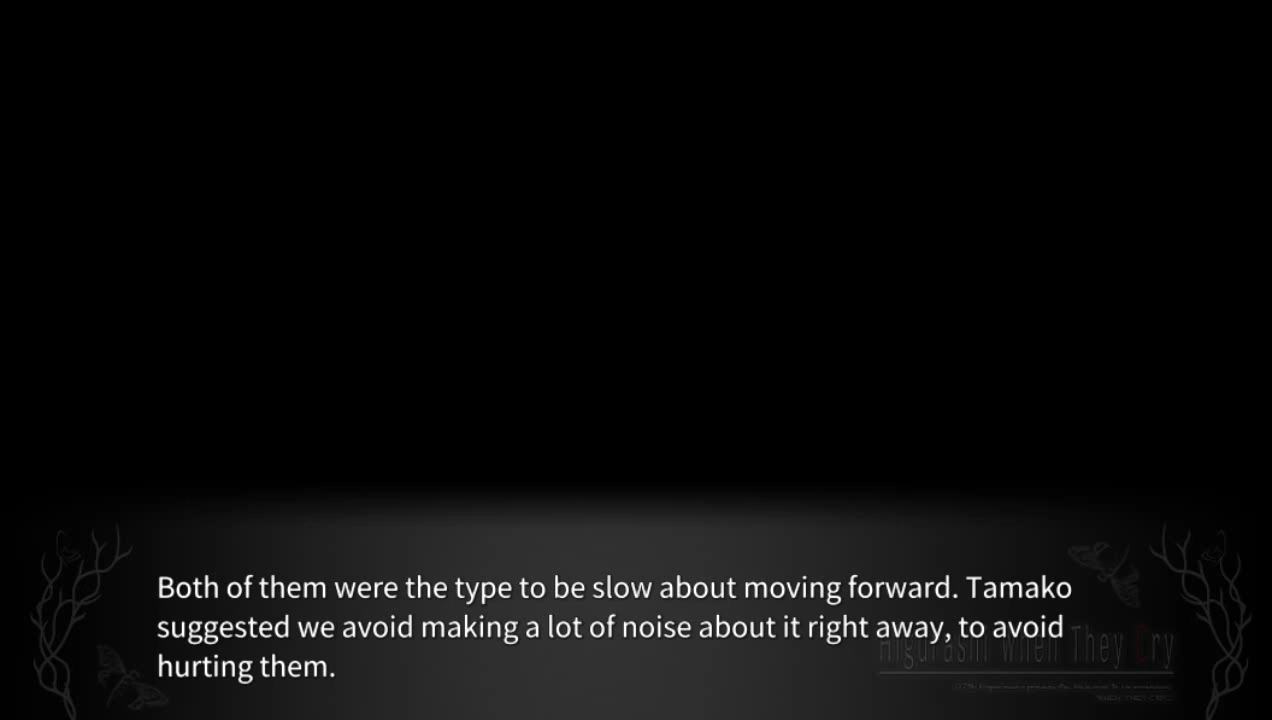 Both of them were the type to be slow about moving forward. Tamako
suggested we avoid making a lot of noise about it right away, to avoid
hurting them.
Higurashi When They Cry